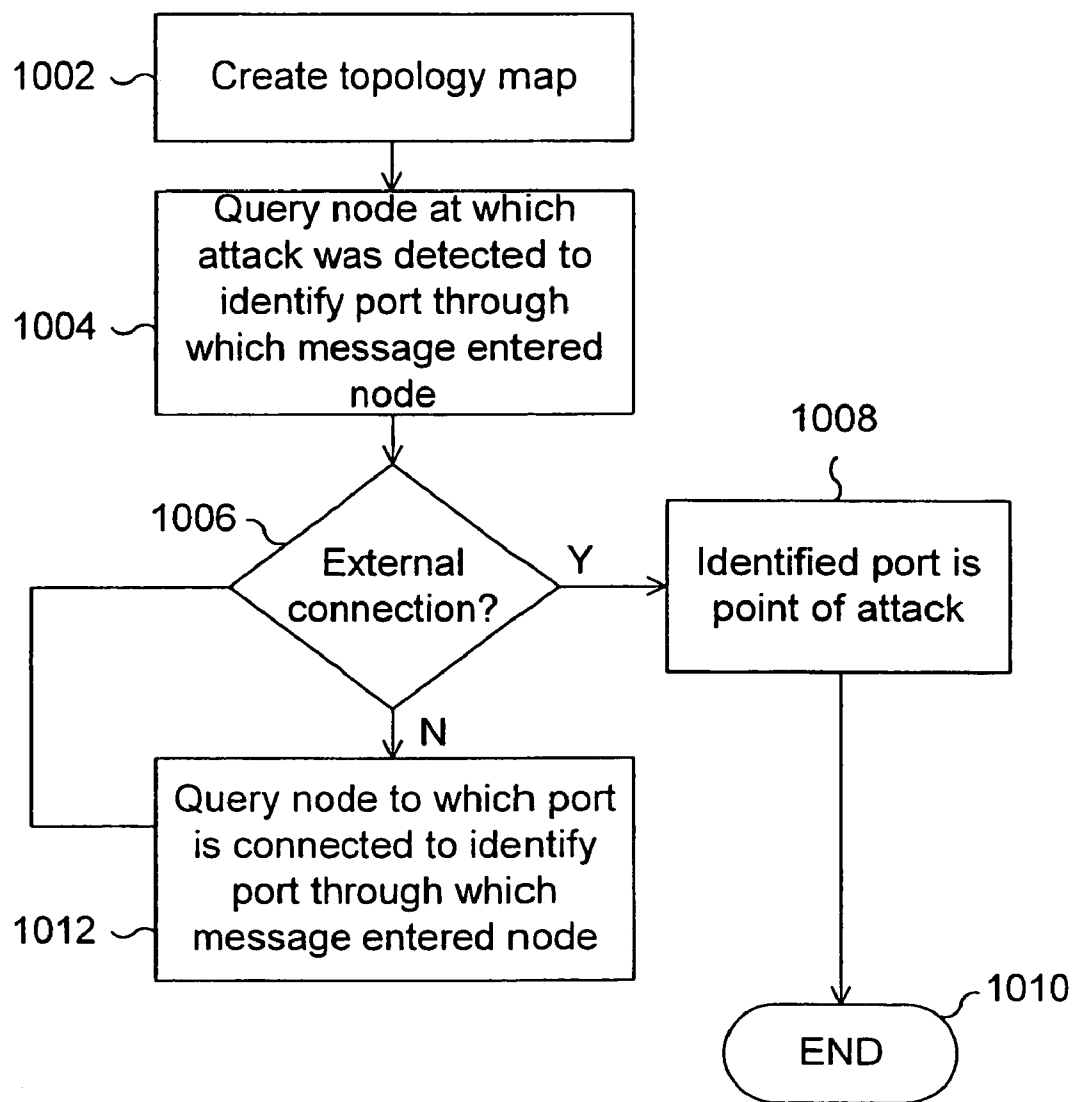 1002
Create topology map
1004
Query node at which
attack was detected to
identify port through
which message entered
node
1006
External
connection?
Y
1008
Identified port is
point of attack
N
1012
Query node to which port
is connected to identify
port through which
message entered node
1010
END